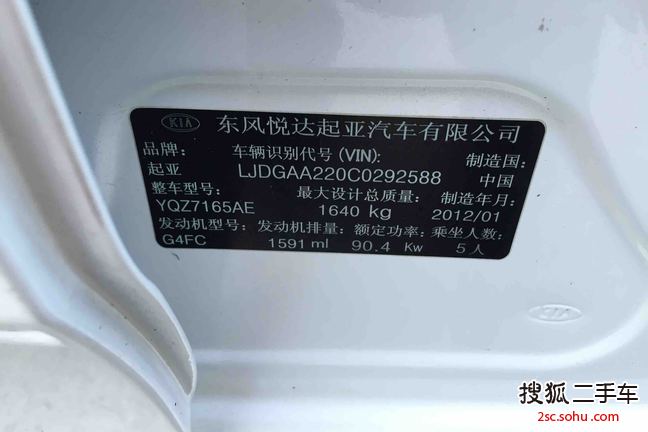 KIA 东风悦达起亚汽车有限公司
品牌: 车辆识别代号(VIN): 制造国:
起亚 LJDGAA220C0292588 中国
整车型号: 最大设计总质量: 制造年月:
YQZ7165AE 1640 kg 2012/01
发动机型号: 发动机排量: 额定功率: 乘坐人数:
G4FC 1591 ml 90.4 Kw 5人
KIA
搜狐二手车
2sc.sohu.com